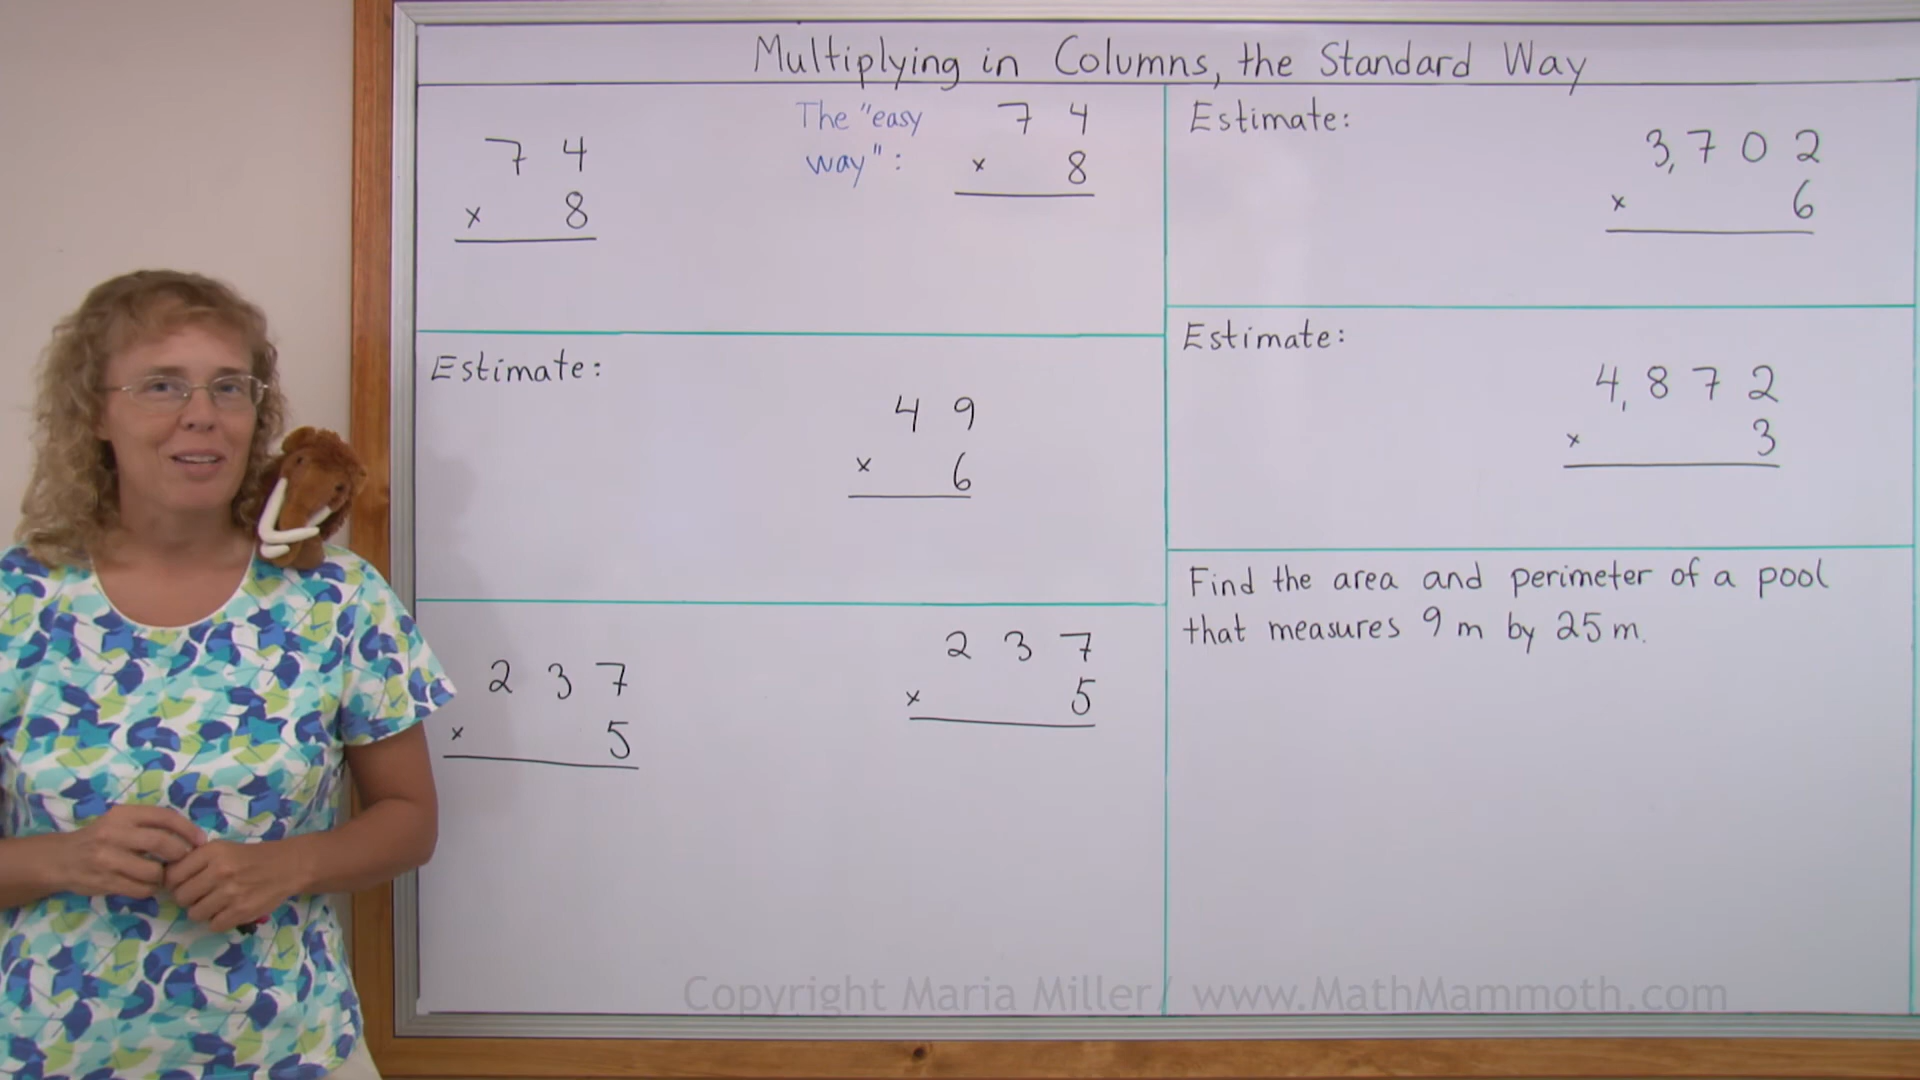 Multiplying in Columns, the Standard Way
7 4
x 8
The "easy
way":
7 4
x 8
Estimate:
4 9
x 6
2 3 7
x 5
2 3 7
x 5
Estimate:
3,7 0 2
x 6
Estimate:
4,8 7 2
x 3
Find the area and perimeter of a pool
that measures 9 m by 25 m.
Copyright Maria Miller/ www.MathMammoth.com